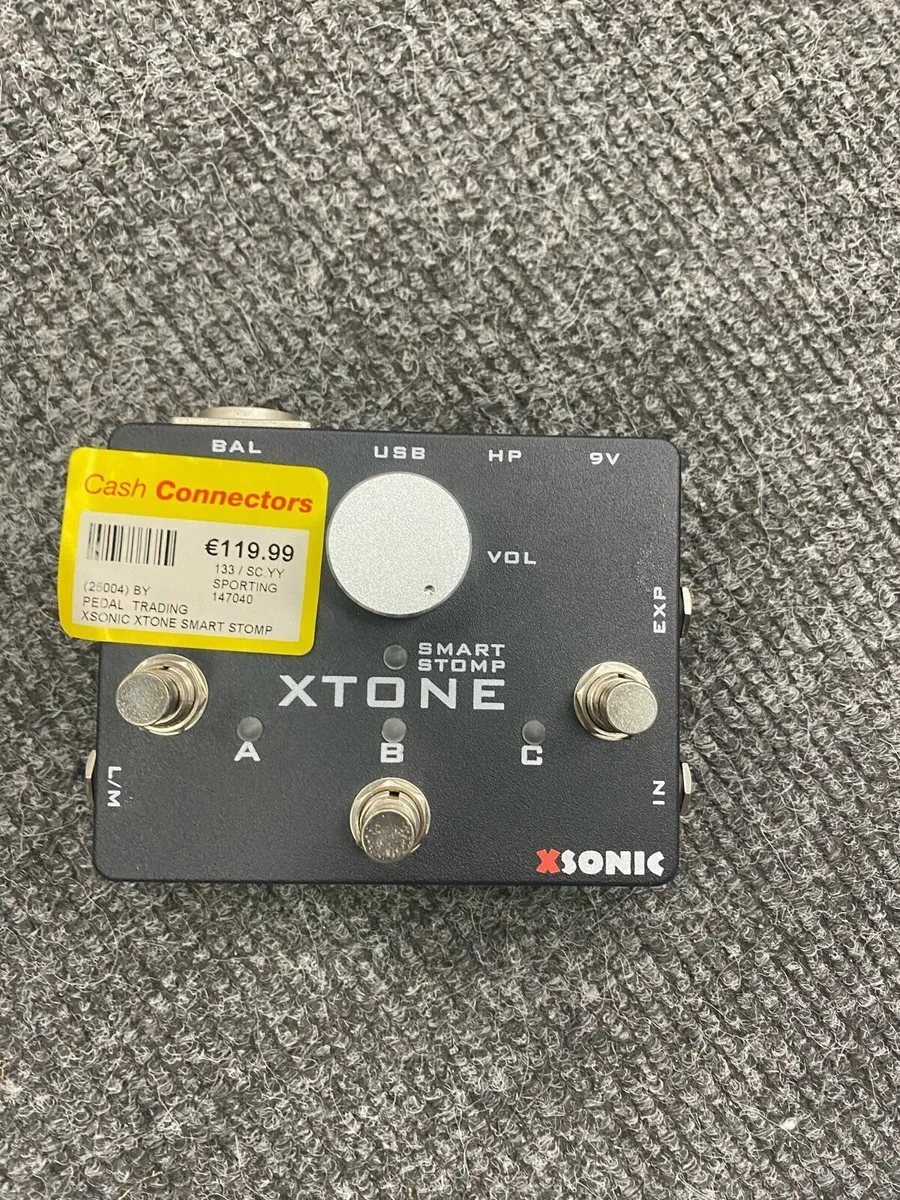 BAL
USB
HP
9V
Cash Connectors
€119.99
133 / SC.YY
(25004) BY
SPORTING
PEDAL TRADING
147040
XSONIC XTONE SMART STOMP
VOL
EXP
SMART
STOMP
XTONE
A
B
C
L/M
IN
XSONIC